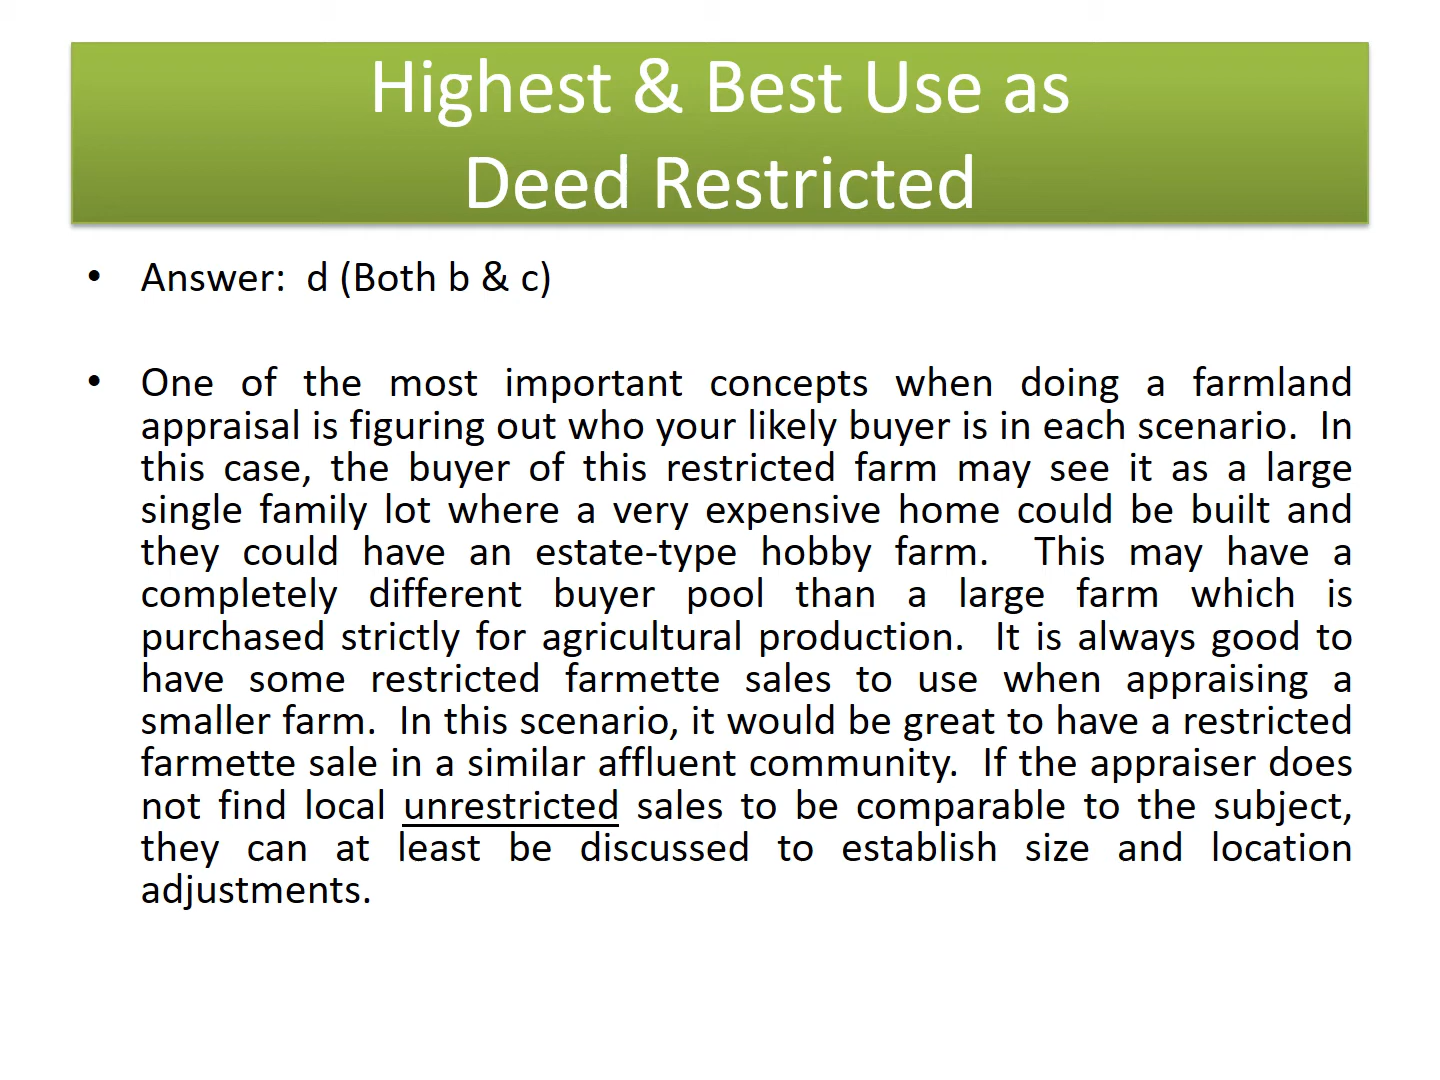 Highest & Best Use as
Deed Restricted
• Answer: d (Both b & c)
• One of the most important concepts when doing a farmland
appraisal is figuring out who your likely buyer is in each scenario. In
this case, the buyer of this restricted farm may see it as a large
single family lot where a very expensive home could be built and
they could have an estate-type hobby farm. This may have a
completely different buyer pool than a large farm which is
purchased strictly for agricultural production. It is always good to
have some restricted farmette sales to use when appraising a
smaller farm. In this scenario, it would be great to have a restricted
farmette sale in a similar affluent community. If the appraiser does
not find local unrestricted sales to be comparable to the subject,
they can at least be discussed to establish size and location
adjustments.